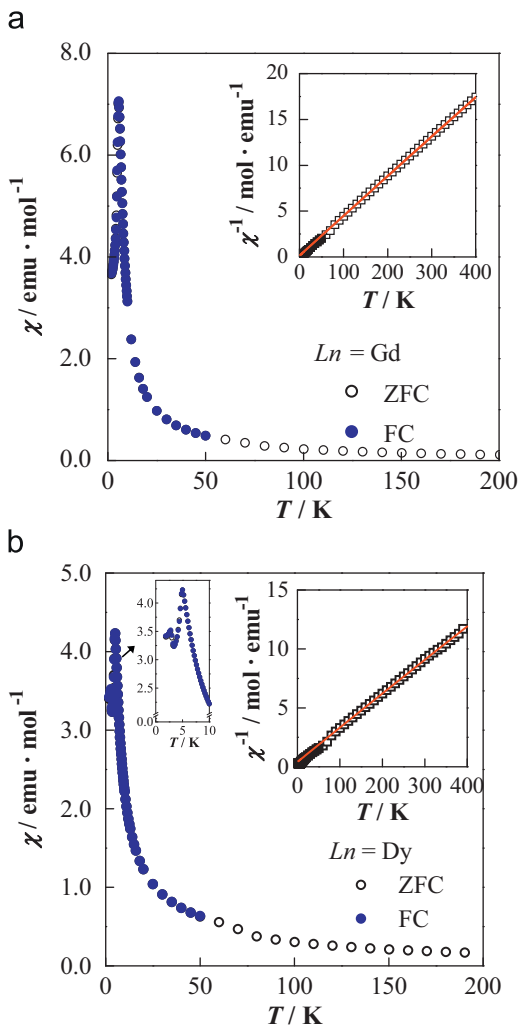 a
8.0
6.0
4.0
2.0
0.0
χ / emu · mol⁻¹
0 50 100 150 200
T / K
20
15
10
5
0
χ⁻¹ / mol · emu⁻¹
0 100 200 300 400
T / K
Ln = Gd
ZFC
FC
b
5.0
4.0
3.0
2.0
1.0
0.0
χ / emu · mol⁻¹
0 50 100 150 200
T / K
4.0
3.5
3.0
2.5
0.0
0 5 10
T / K
15
10
5
0
χ⁻¹ / mol · emu⁻¹
0 100 200 300 400
T / K
Ln = Dy
ZFC
FC